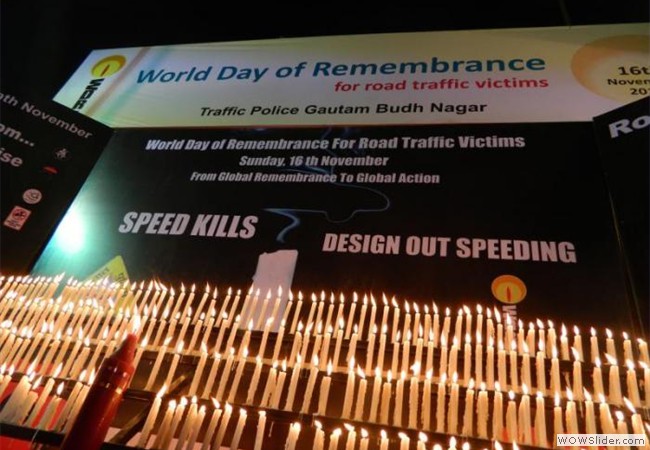 World Day of Remembrance
for road traffic victims
Traffic Police Gautam Budh Nagar
16th
November
November
World Day of Remembrance For Road Traffic Victims
Sunday, 16 th November
From Global Remembrance To Global Action
SPEED KILLS
DESIGN OUT SPEEDING
WOWSlider.com